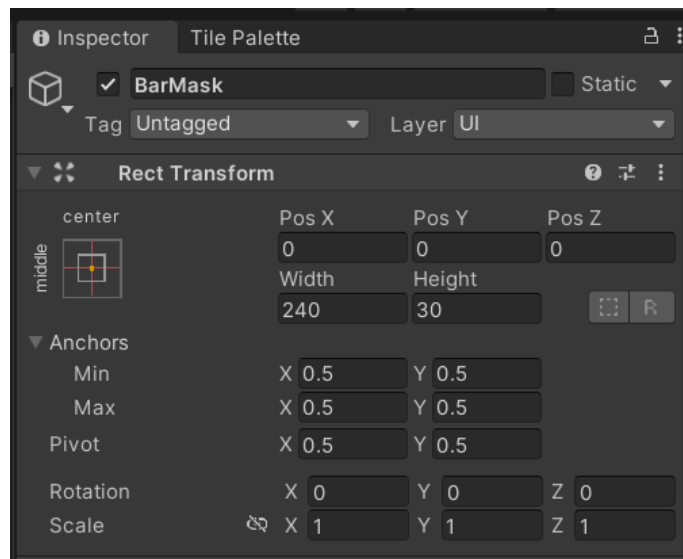 Inspector Tile Palette
BarMask Static
Tag Untagged Layer UI
Rect Transform
center Pos X Pos Y Pos Z
middle 0 0 0
Width Height
240 30 R
Anchors
Min X 0.5 Y 0.5
Max X 0.5 Y 0.5
Pivot X 0.5 Y 0.5
Rotation X 0 Y 0 Z 0
Scale X 1 Y 1 Z 1